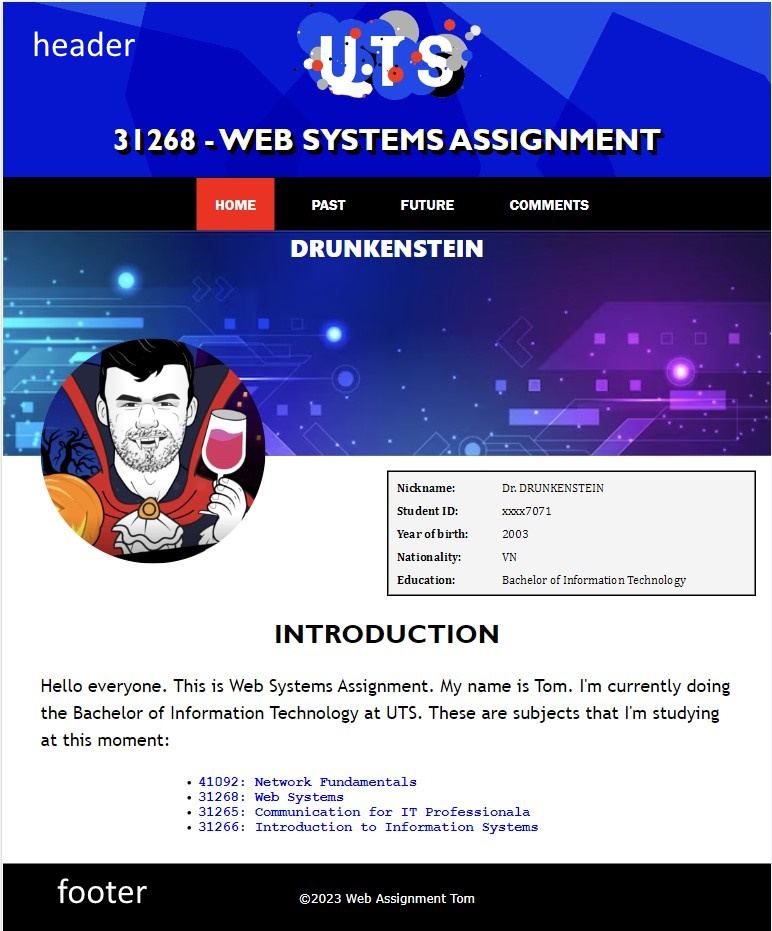 header
UTS
31268 - WEB SYSTEMS ASSIGNMENT
HOME PAST FUTURE COMMENTS
DRUNKENSTEIN
Nickname: Dr. DRUNKENSTEIN
Student ID: xxxx7071
Year of birth: 2003
Nationality: VN
Education: Bachelor of Information Technology
INTRODUCTION
Hello everyone. This is Web Systems Assignment. My name is Tom. I'm currently doing
the Bachelor of Information Technology at UTS. These are subjects that I'm studying
at this moment:
• 41092: Network Fundamentals
• 31268: Web Systems
• 31265: Communication for IT Professionala
• 31266: Introduction to Information Systems
footer
©2023 Web Assignment Tom